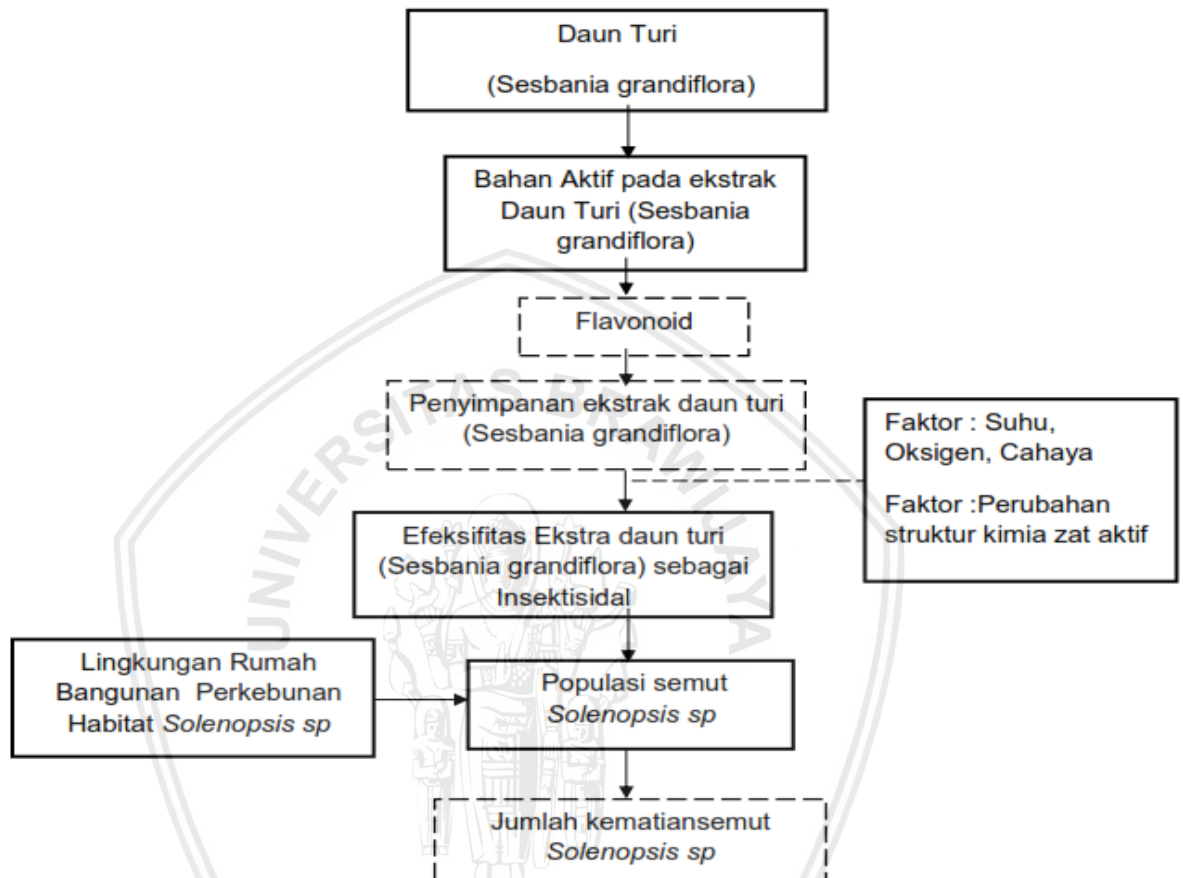 Daun Turi
(Sesbania grandiflora)
Bahan Aktif pada ekstrak
Daun Turi (Sesbania
grandiflora)
Flavonoid
Penyimpanan ekstrak daun turi
(Sesbania grandiflora)
Faktor : Suhu,
Oksigen, Cahaya
Faktor :Perubahan
struktur kimia zat aktif
Efeksifitas Ekstra daun turi
(Sesbania grandiflora) sebagai
Insektisidal
Lingkungan Rumah
Bangunan Perkebunan
Habitat Solenopsis sp
Populasi semut
Solenopsis sp
Jumlah kematiansemut
Solenopsis sp
UNIVERSITAS BRAWIJAYA